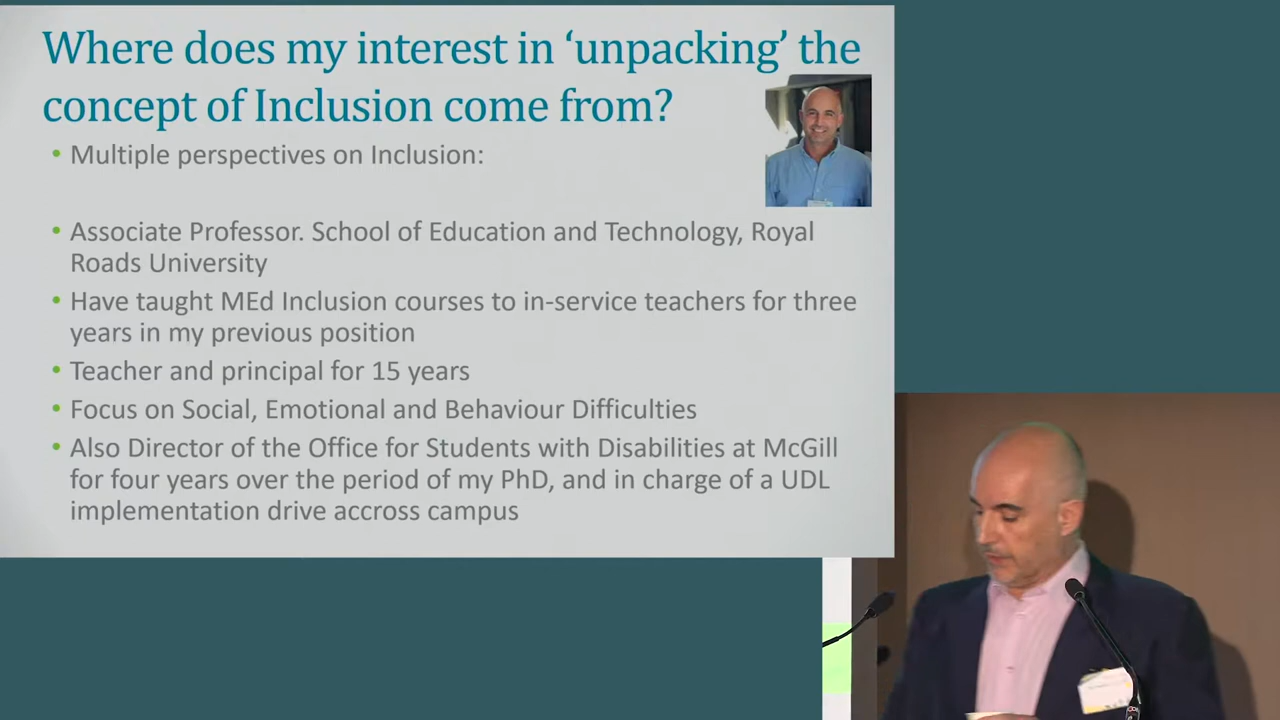 Where does my interest in ‘unpacking’ the
concept of Inclusion come from?
• Multiple perspectives on Inclusion:
• Associate Professor. School of Education and Technology, Royal
Roads University
• Have taught MEd Inclusion courses to in-service teachers for three
years in my previous position
• Teacher and principal for 15 years
• Focus on Social, Emotional and Behaviour Difficulties
• Also Director of the Office for Students with Disabilities at McGill
for four years over the period of my PhD, and in charge of a UDL
implementation drive accross campus